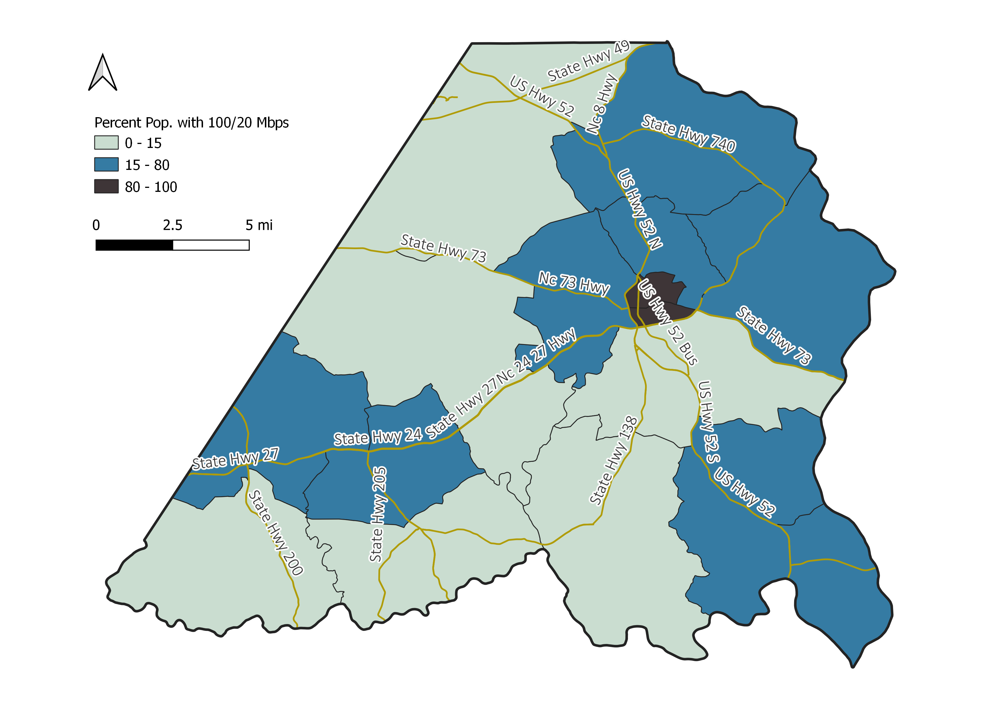 State Hwy 49
US Hwy 52
Nc 8 Hwy
State Hwy 740
Percent Pop. with 100/20 Mbps
0 - 15
15 - 80
80 - 100
0 2.5 5 mi
Us Hwy 52 N
State Hwy 73
Nc 73 Hwy
US Hwy 52 Bus
State Hwy 73
Nc 24 27 Hwy
State Hwy 27
State Hwy 24
State Hwy 27
US Hwy 52 S
State Hwy 138
US Hwy 52
State Hwy 205
State Hwy 200